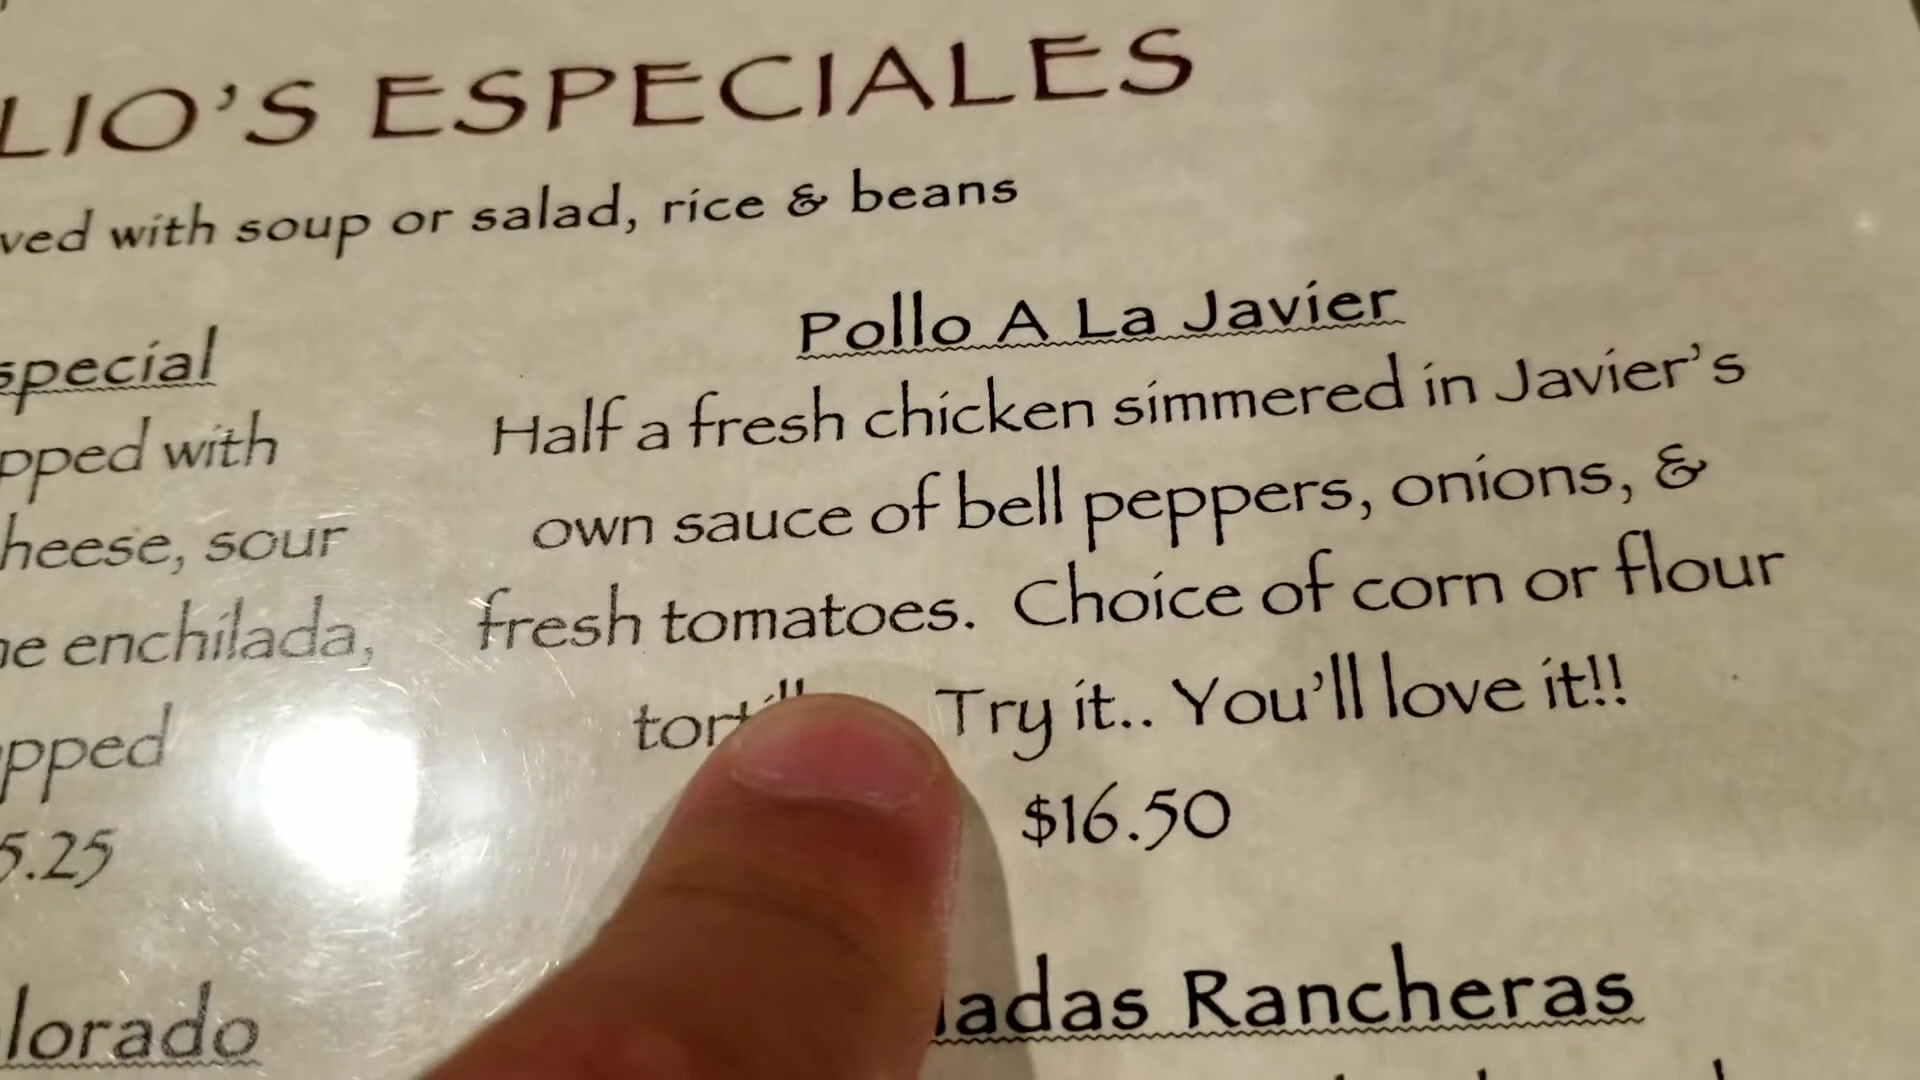 LIO'S ESPECIALES
ved with soup or salad, rice & beans
special
pped with
heese, sour
ne enchilada,
pped
5.25
lorado
Pollo A La Javier
Half a fresh chicken simmered in Javier's
own sauce of bell peppers, onions, &
fresh tomatoes. Choice of corn or flour
Try it.. You'll love it!!
$16.50
adas Rancheras